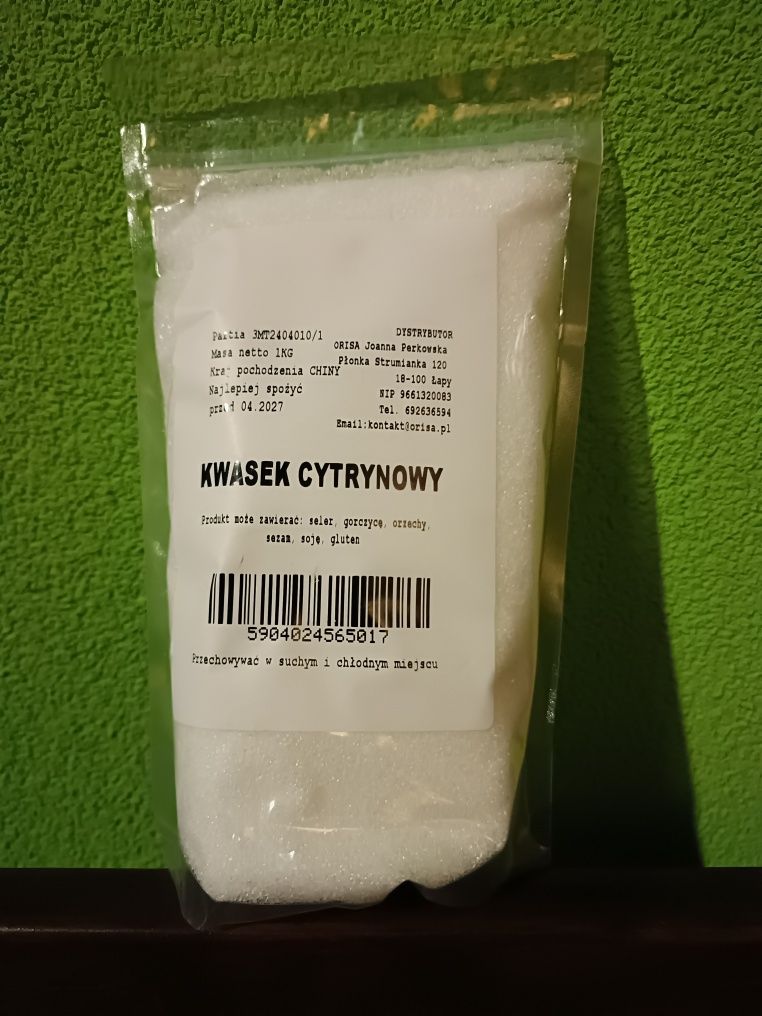 Partia 3MT2404010/1
Masa netto 1KG
Kraj pochodzenia CHINY
Najlepiej spożyć
przed 04.2027
DYSTRYBUTOR
ORISA Joanna Perkowska
Płonka Strumianka 120
18-100 Łapy
NIP 9661320083
Tel. 692636594
Email:kontakt@orisa.pl
KWASEK CYTRYNOWY
Produkt może zawierać: seler, gorczycę, orzechy,
sezam, soję, gluten
5904024565017
Przechowywać w suchym i chłodnym miejscu